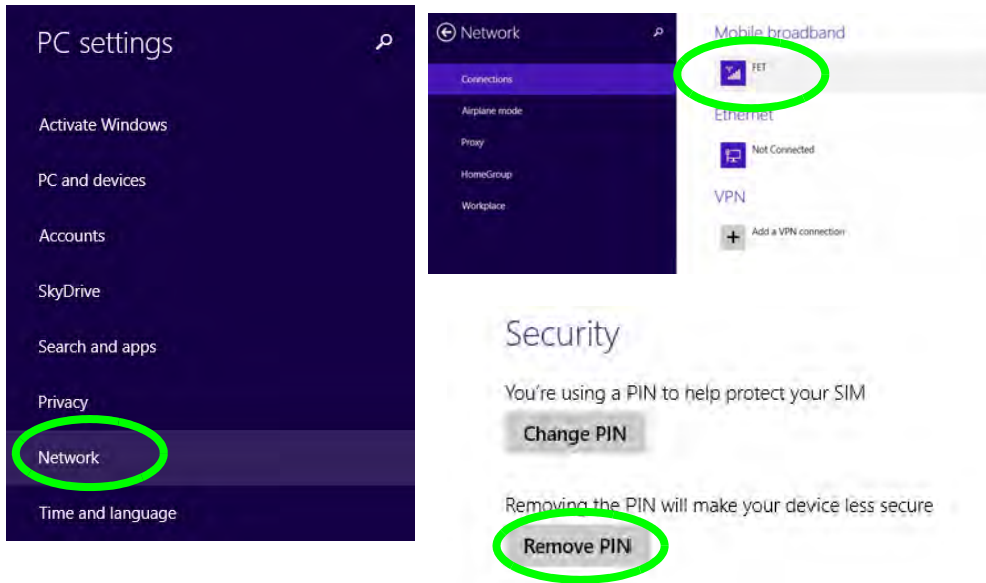 PC settings
Activate Windows
PC and devices
Accounts
SkyDrive
Search and apps
Privacy
Network
Time and language
Network
Connections
Airplane mode
Proxy
HomeGroup
Workplace
Mobile broadband
FET
Ethernet
Not Connected
VPN
Add a VPN connection
Security
You're using a PIN to help protect your SIM
Change PIN
Removing the PIN will make your device less secure
Remove PIN